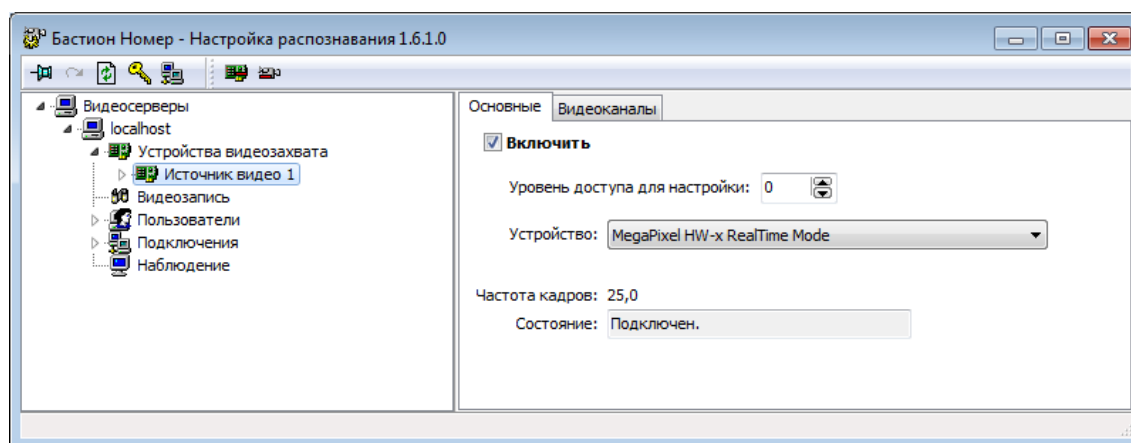 Бастион Номер - Настройка распознавания 1.6.1.0
Видеосерверы
localhost
Устройства видеозахвата
Источник видео 1
Видеозапись
Пользователи
Подключения
Наблюдение
Основные Видеоканалы
Включить
Уровень доступа для настройки: 0
Устройство: MegaPixel HW-x RealTime Mode
Частота кадров: 25,0
Состояние: Подключен.